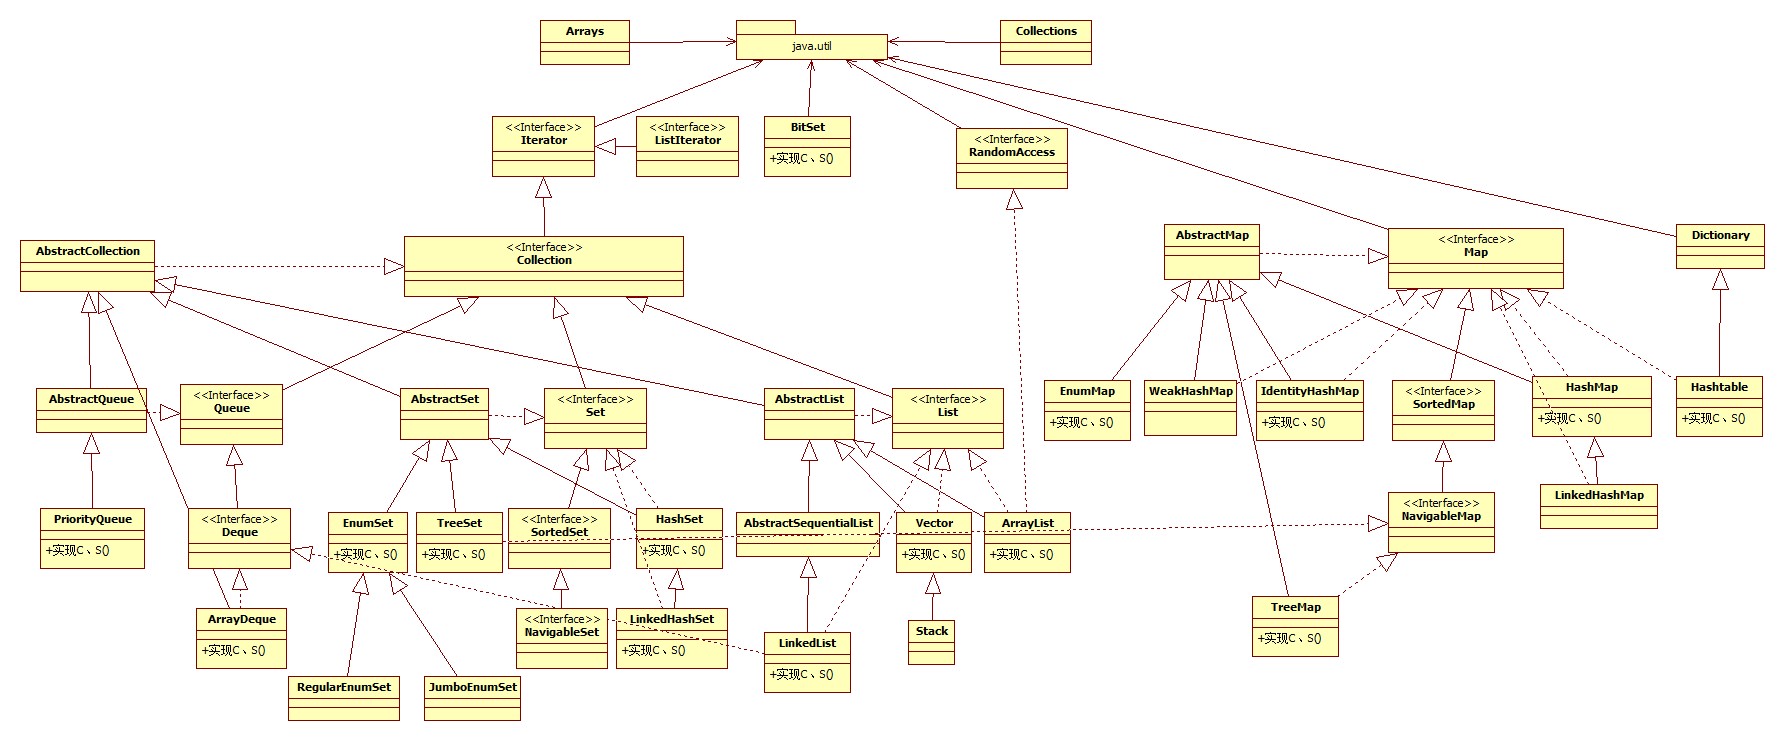 Arrays
java.util
Collections
<<Interface>>
Iterator
<<Interface>>
ListIterator
BitSet
+实现C、S()
<<Interface>>
RandomAccess
AbstractCollection
<<Interface>>
Collection
AbstractMap
<<Interface>>
Map
Dictionary
AbstractQueue
<<Interface>>
Queue
AbstractSet
<<Interface>>
Set
AbstractList
<<Interface>>
List
EnumMap
+实现C、S()
WeakHashMap
IdentityHashMap
+实现C、S()
<<Interface>>
SortedMap
HashMap
+实现C、S()
Hashtable
+实现C、S()
PriorityQueue
+实现C、S()
<<Interface>>
Deque
EnumSet
+实现C、S()
TreeSet
+实现C、S()
<<Interface>>
SortedSet
HashSet
+实现C、S()
AbstractSequentialList
Vector
+实现C、S()
ArrayList
+实现C、S()
<<Interface>>
NavigableMap
LinkedHashMap
ArrayDeque
+实现C、S()
<<Interface>>
NavigableSet
LinkedHashSet
+实现C、S()
LinkedList
+实现C、S()
Stack
TreeMap
+实现C、S()
RegularEnumSet
JumboEnumSet